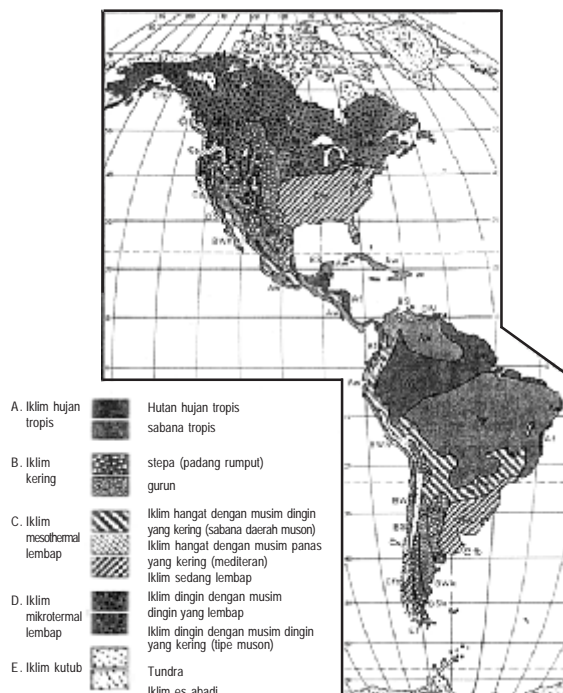 A. Iklim hujan
tropis
Hutan hujan tropis
sabana tropis
B. Iklim
kering
stepa (padang rumput)
gurun
C. Iklim
mesothermal
lembap
Iklim hangat dengan musim dingin
yang kering (sabana daerah muson)
Iklim hangat dengan musim panas
yang kering (mediteran)
Iklim sedang lembap
D. Iklim
mikrotermal
lembap
Iklim dingin dengan musim
dingin yang lembap
Iklim dingin dengan musim dingin
yang kering (tipe muson)
E. Iklim kutub
Tundra
Iklim es abadi